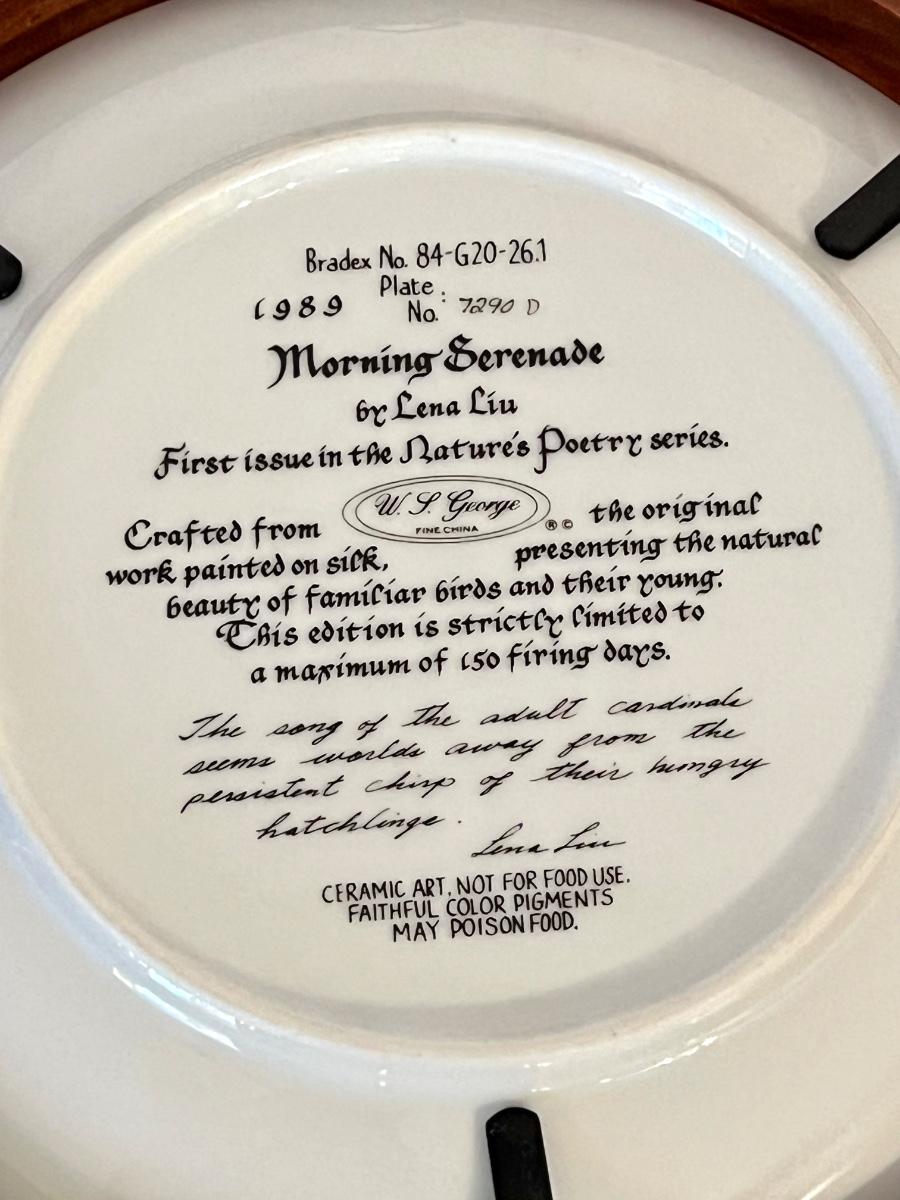 Bradex No. 84-G20-26.1
1989 Plate No.: 7290 D
Morning Serenade
by Lena Liu
First issue in the Nature's Poetry series.
Crafted from W. S. George FINE CHINA ® © the original
work painted on silk, presenting the natural
beauty of familiar birds and their young.
This edition is strictly limited to
a maximum of 150 firing days.
The song of the adult cardinals
seems worlds away from the
persistent chirp of their hungry
hatchlings.
Lena Liu
CERAMIC ART, NOT FOR FOOD USE.
FAITHFUL COLOR PIGMENTS
MAY POISON FOOD.